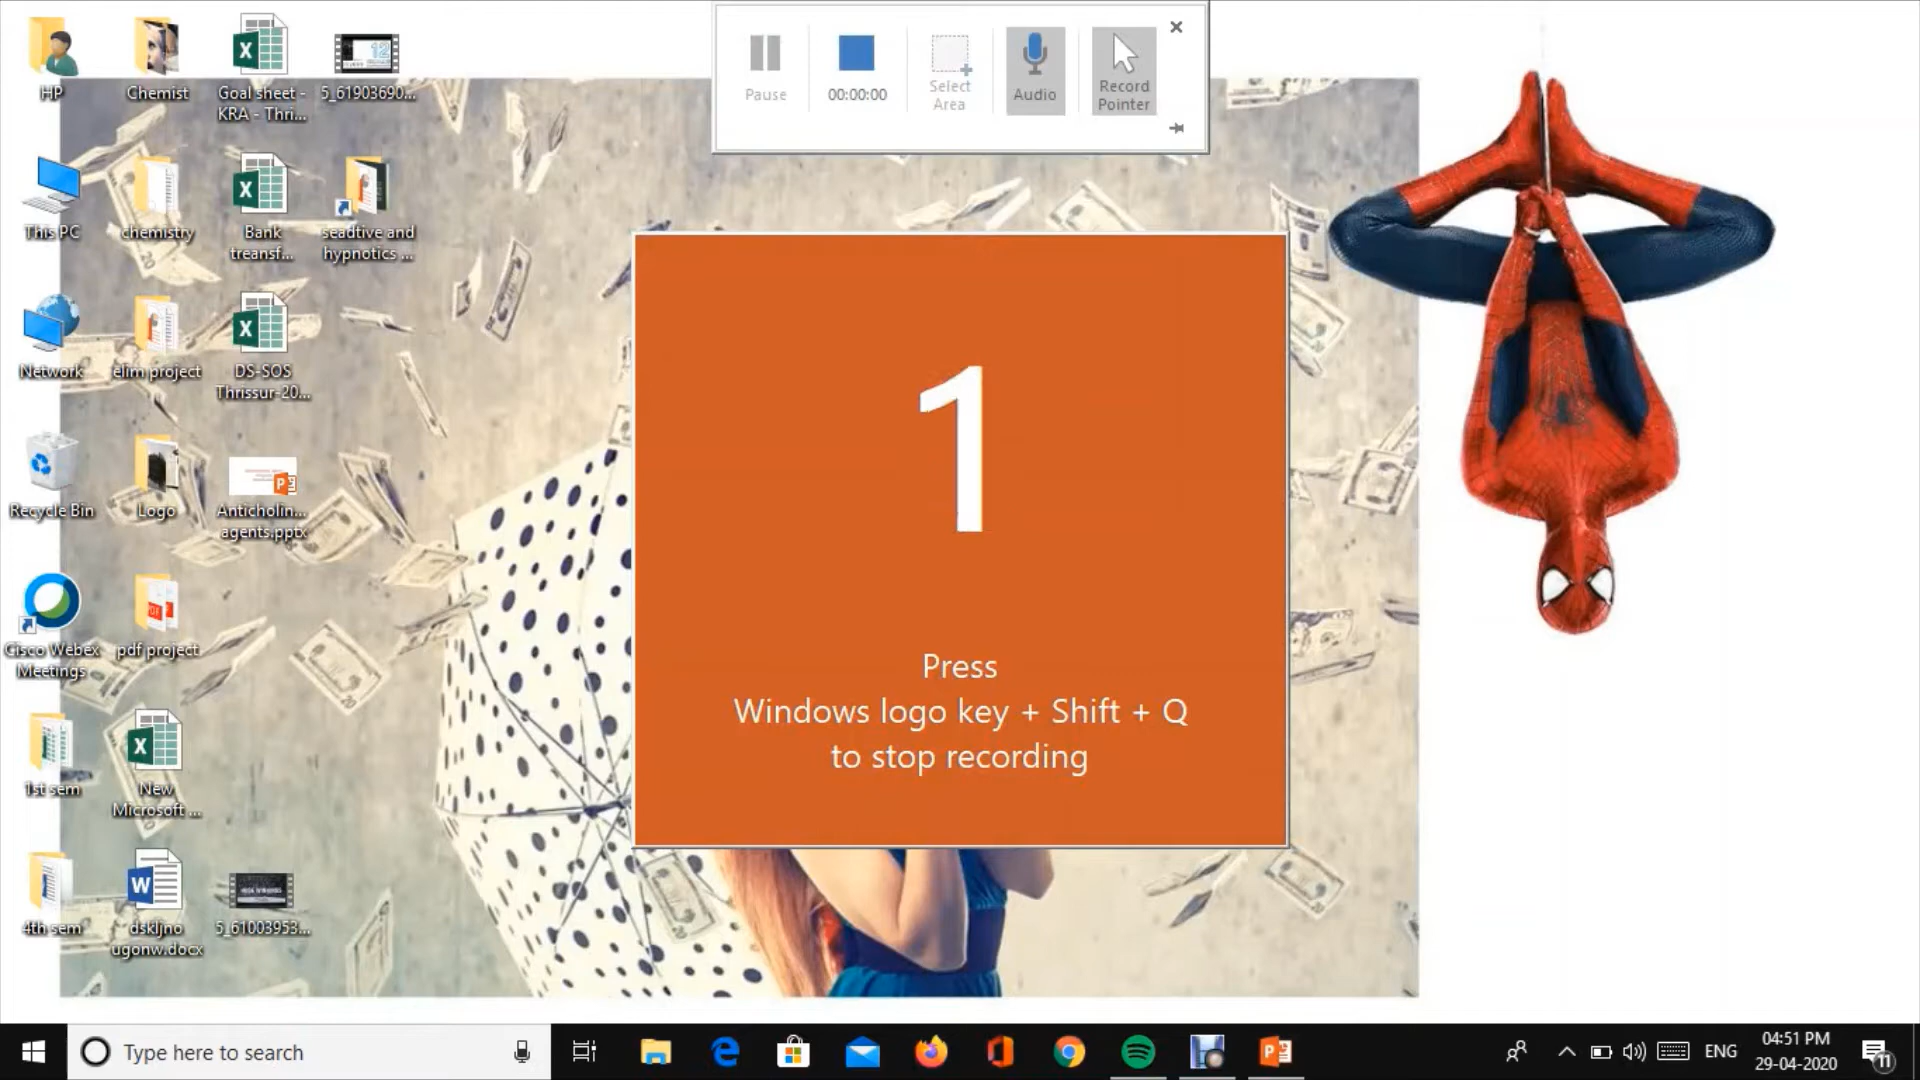 Pause
00:00:00
Select
Area
Audio
Record
Pointer
HP
Chemist
Goal sheet -
KRA - Thri...
5_61903690...
This PC
chemistry
Bank
treansf...
seadtive and
hypnotics ...
Network
elim project
DS-SOS
Thrissur-20...
Recycle Bin
Logo
Anticholin...
agents.pptx
Cisco Webex
Meetings
pdf project
1st sem
New
Microsoft ...
4th sem
dskljno
ugonw.docx
5_61003953...
1
Press
Windows logo key + Shift + Q
to stop recording
Type here to search
ENG
04:51 PM
29-04-2020
11